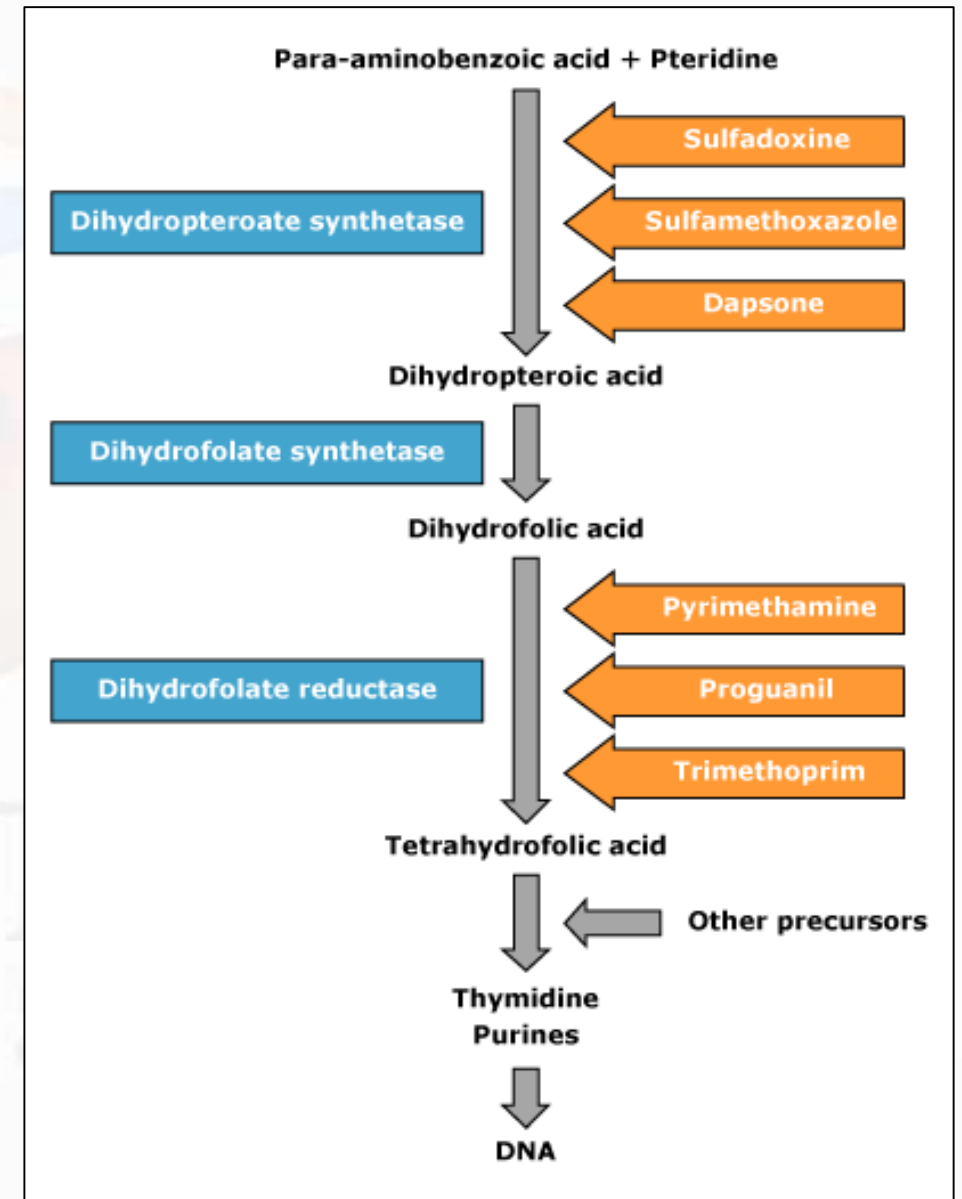 Para-aminobenzoic acid + Pteridine
Sulfadoxine
Dihydropteroate synthetase
Sulfamethoxazole
Dapsone
Dihydropteroic acid
Dihydrofolate synthetase
Dihydrofolic acid
Pyrimethamine
Dihydrofolate reductase
Proguanil
Trimethoprim
Tetrahydrofolic acid
Other precursors
Thymidine
Purines
DNA